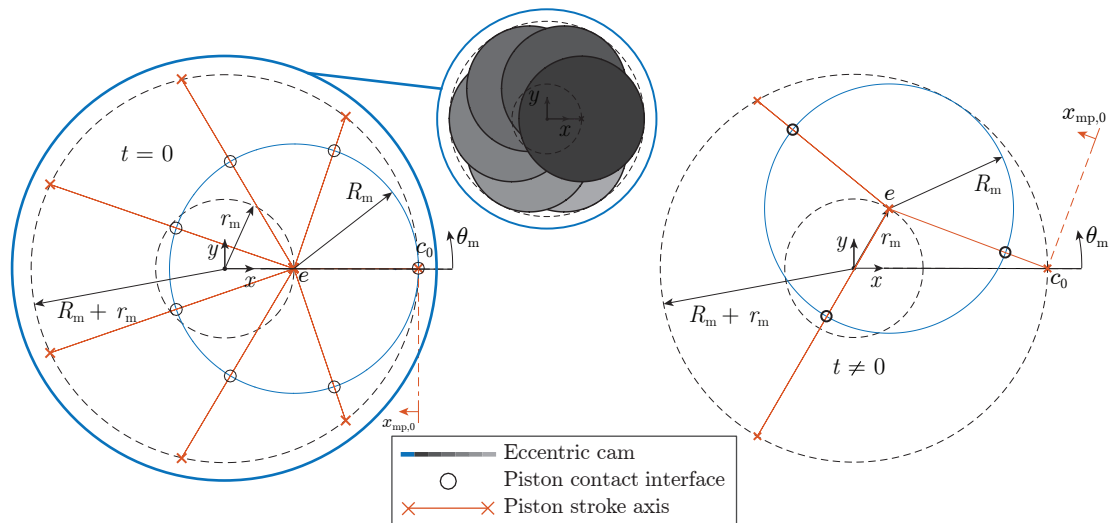 t = 0
r_m
R_m
y
x
e
c_0
θ_m
R_m + r_m
x_mp,0
y
x
x_mp,0
R_m
e
r_m
y
x
c_0
θ_m
R_m + r_m
t ≠ 0
Eccentric cam
Piston contact interface
Piston stroke axis